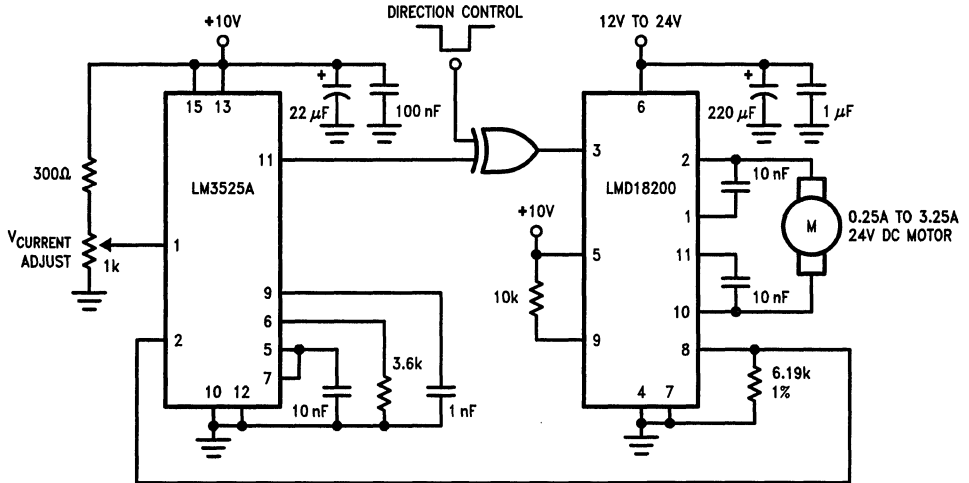 DIRECTION CONTROL
+10V
12V TO 24V
+
22 µF
100 nF
+
220 µF
1 µF
15 13
6
11
3
2
10 nF
300Ω
LM3525A
LMD18200
1
+10V
M
0.25A TO 3.25A
24V DC MOTOR
VCURRENT
ADJUST
1k
1
5
11
10 nF
9
10k
10
6
2
9
8
5
3.6k
6.19k
1%
7
10 12
10 nF
1 nF
4 7